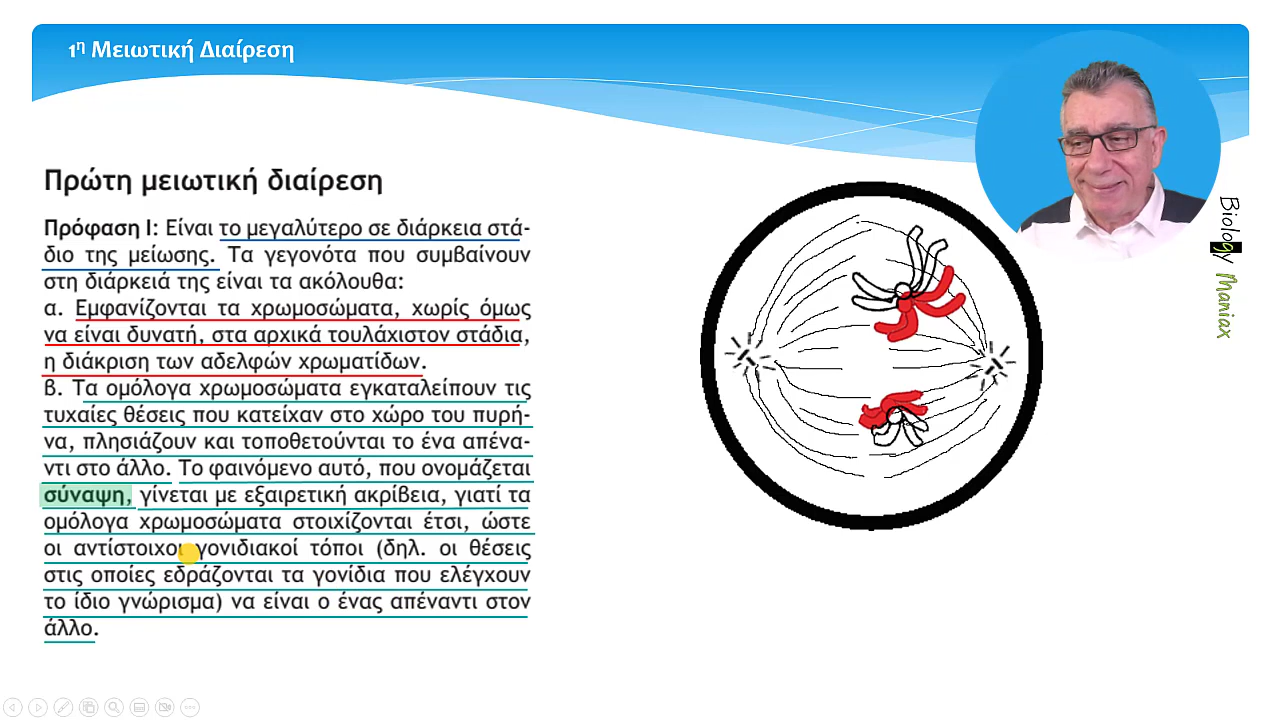 1η Μειωτική Διαίρεση
Πρώτη μειωτική διαίρεση
Πρόφαση Ι: Είναι το μεγαλύτερο σε διάρκεια στά-
διο της μείωσης. Τα γεγονότα που συμβαίνουν
στη διάρκειά της είναι τα ακόλουθα:
α. Εμφανίζονται τα χρωμοσώματα, χωρίς όμως
να είναι δυνατή, στα αρχικά τουλάχιστον στάδια,
η διάκριση των αδελφών χρωματίδων.
β. Τα ομόλογα χρωμοσώματα εγκαταλείπουν τις
τυχαίες θέσεις που κατείχαν στο χώρο του πυρή-
να, πλησιάζουν και τοποθετούνται το ένα απένα-
ντι στο άλλο. Το φαινόμενο αυτό, που ονομάζεται
σύναψη, γίνεται με εξαιρετική ακρίβεια, γιατί τα
ομόλογα χρωμοσώματα στοιχίζονται έτσι, ώστε
οι αντίστοιχοι γονιδιακοί τόποι (δηλ. οι θέσεις
στις οποίες εδράζονται τα γονίδια που ελέγχουν
το ίδιο γνώρισμα) να είναι ο ένας απέναντι στον
άλλο.
Biology Maniax